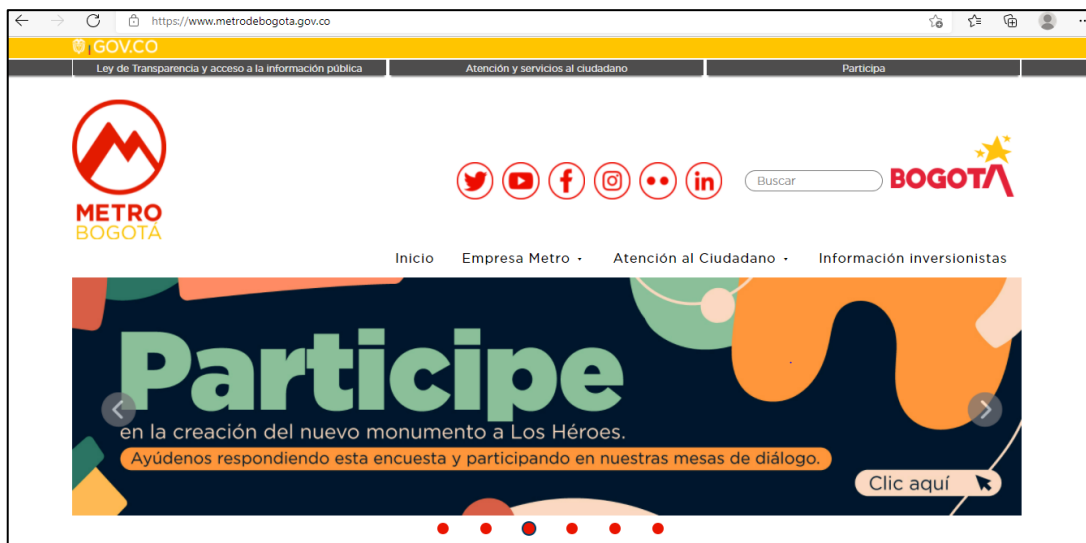 https://www.metrodebogota.gov.co
GOV.CO
Ley de Transparencia y acceso a la información pública
Atención y servicios al ciudadano
Participa
METRO
BOGOTÁ
Buscar
BOGOTÁ
Inicio
Empresa Metro
Atención al Ciudadano
Información inversionistas
Participe
en la creación del nuevo monumento a Los Héroes.
Ayúdenos respondiendo esta encuesta y participando en nuestras mesas de diálogo.
Clic aquí